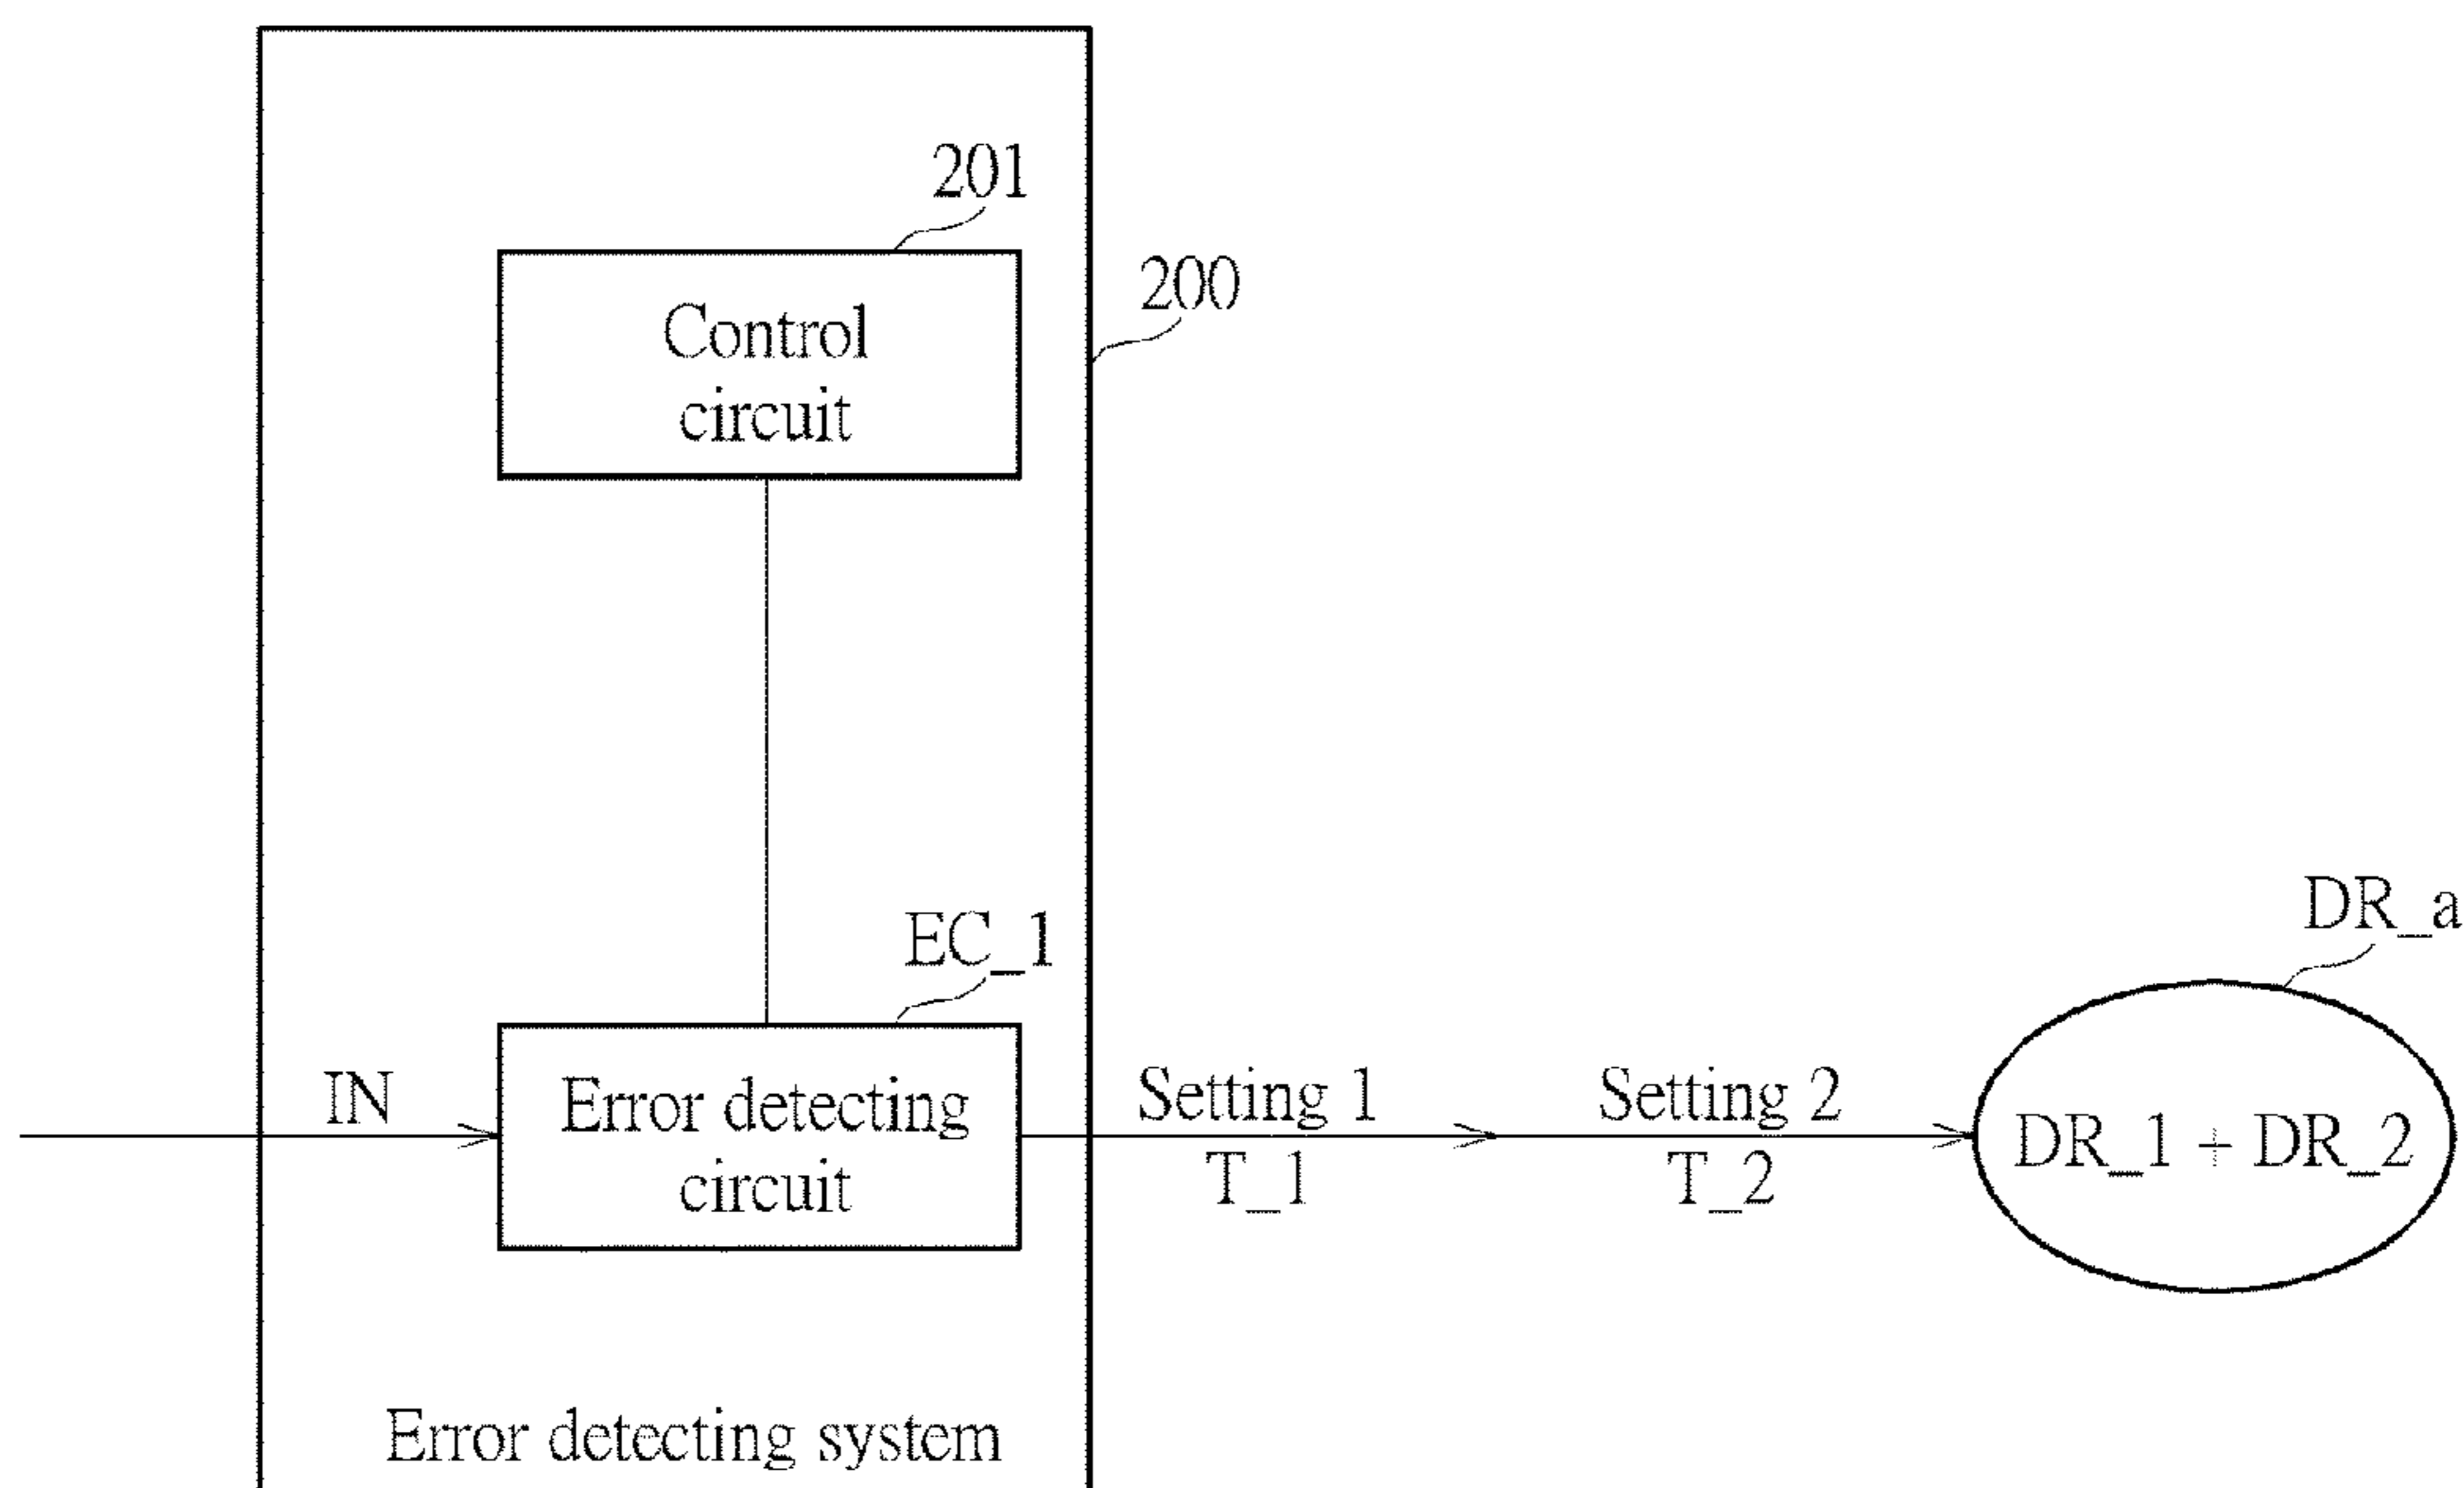 201
Control
circuit
200
EC_1
DR_a
IN
Error detecting
circuit
Setting 1
T_1
Setting 2
T_2
DR_1 + DR_2
Error detecting system